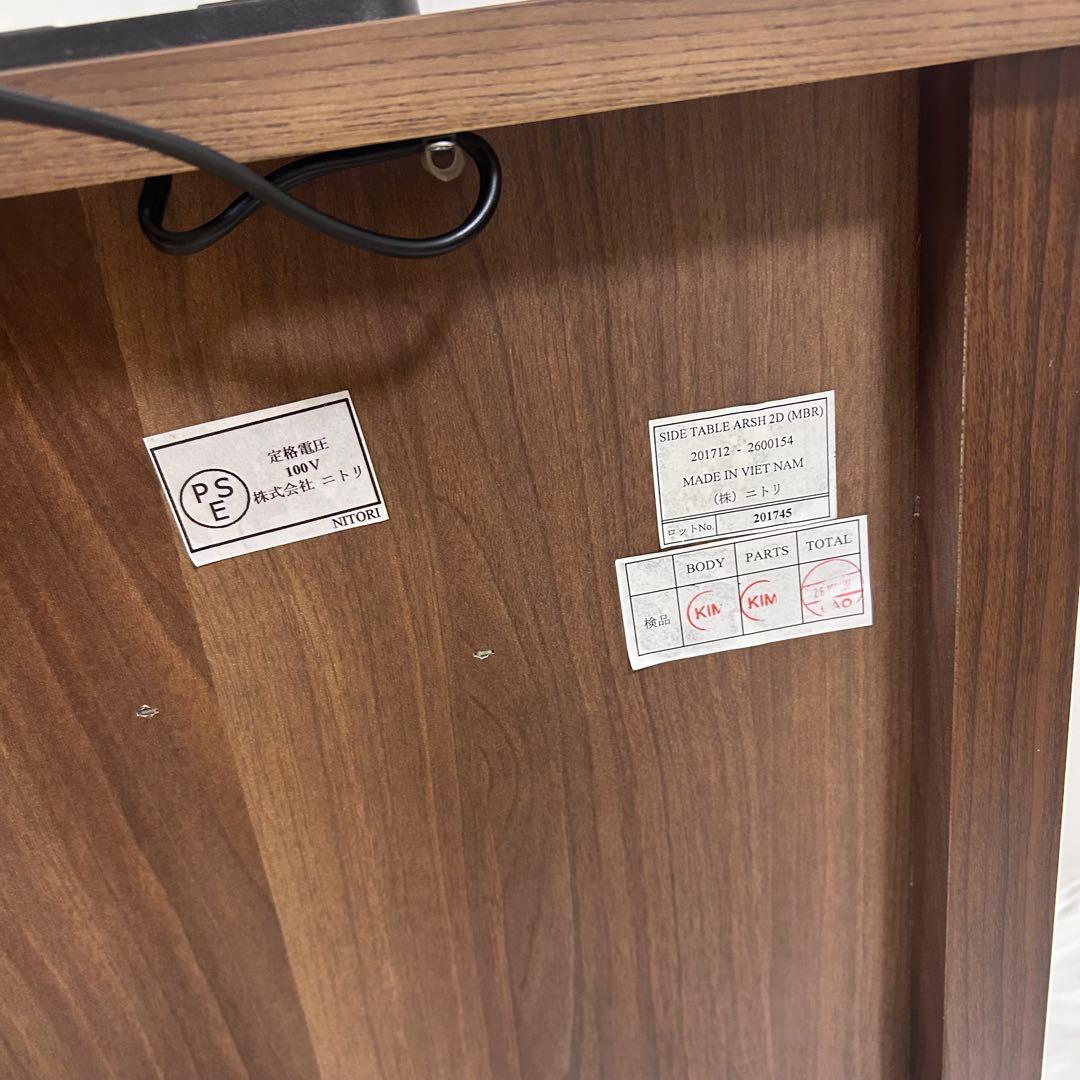 定格電圧
100V
PSE
株式会社 ニトリ
NITORI
SIDE TABLE ARSH 2D (MBR)
201712 - 2600154
MADE IN VIET NAM
(株) ニトリ
ロットNo. 201745
BODY PARTS TOTAL
検品 KIM KIM